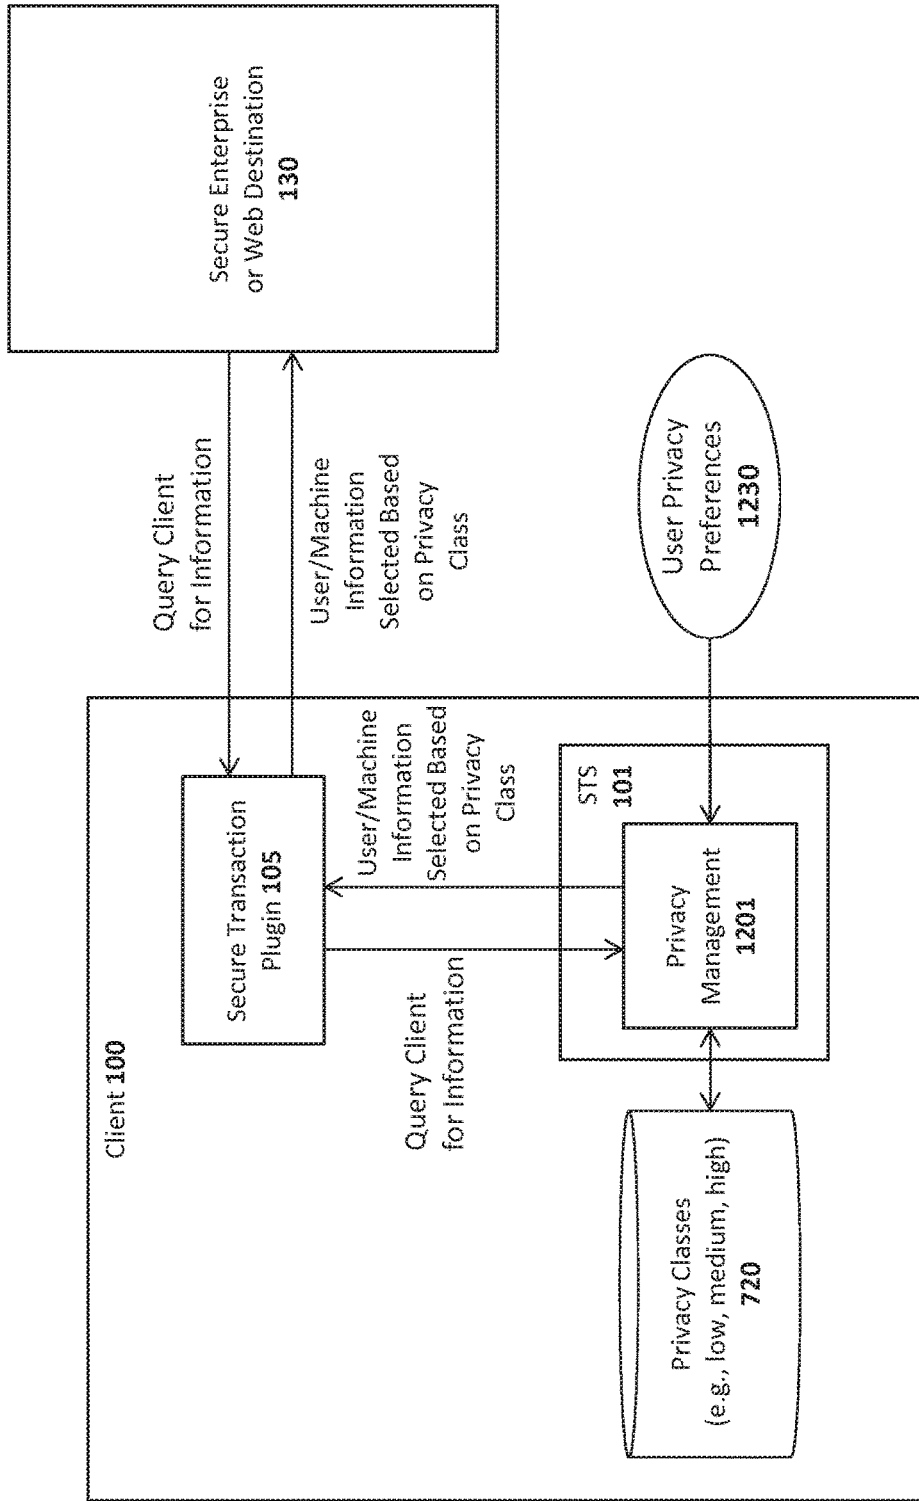 Client 100
Secure Transaction
Plugin 105
Query Client
for Information
User/Machine
Information
Selected Based
on Privacy
Class
Secure Enterprise
or Web Destination
130
Query Client
for Information
User/Machine
Information
Selected Based
on Privacy
Class
Privacy Classes
(e.g., low, medium, high)
720
STS
101
Privacy
Management
1201
User Privacy
Preferences
1230